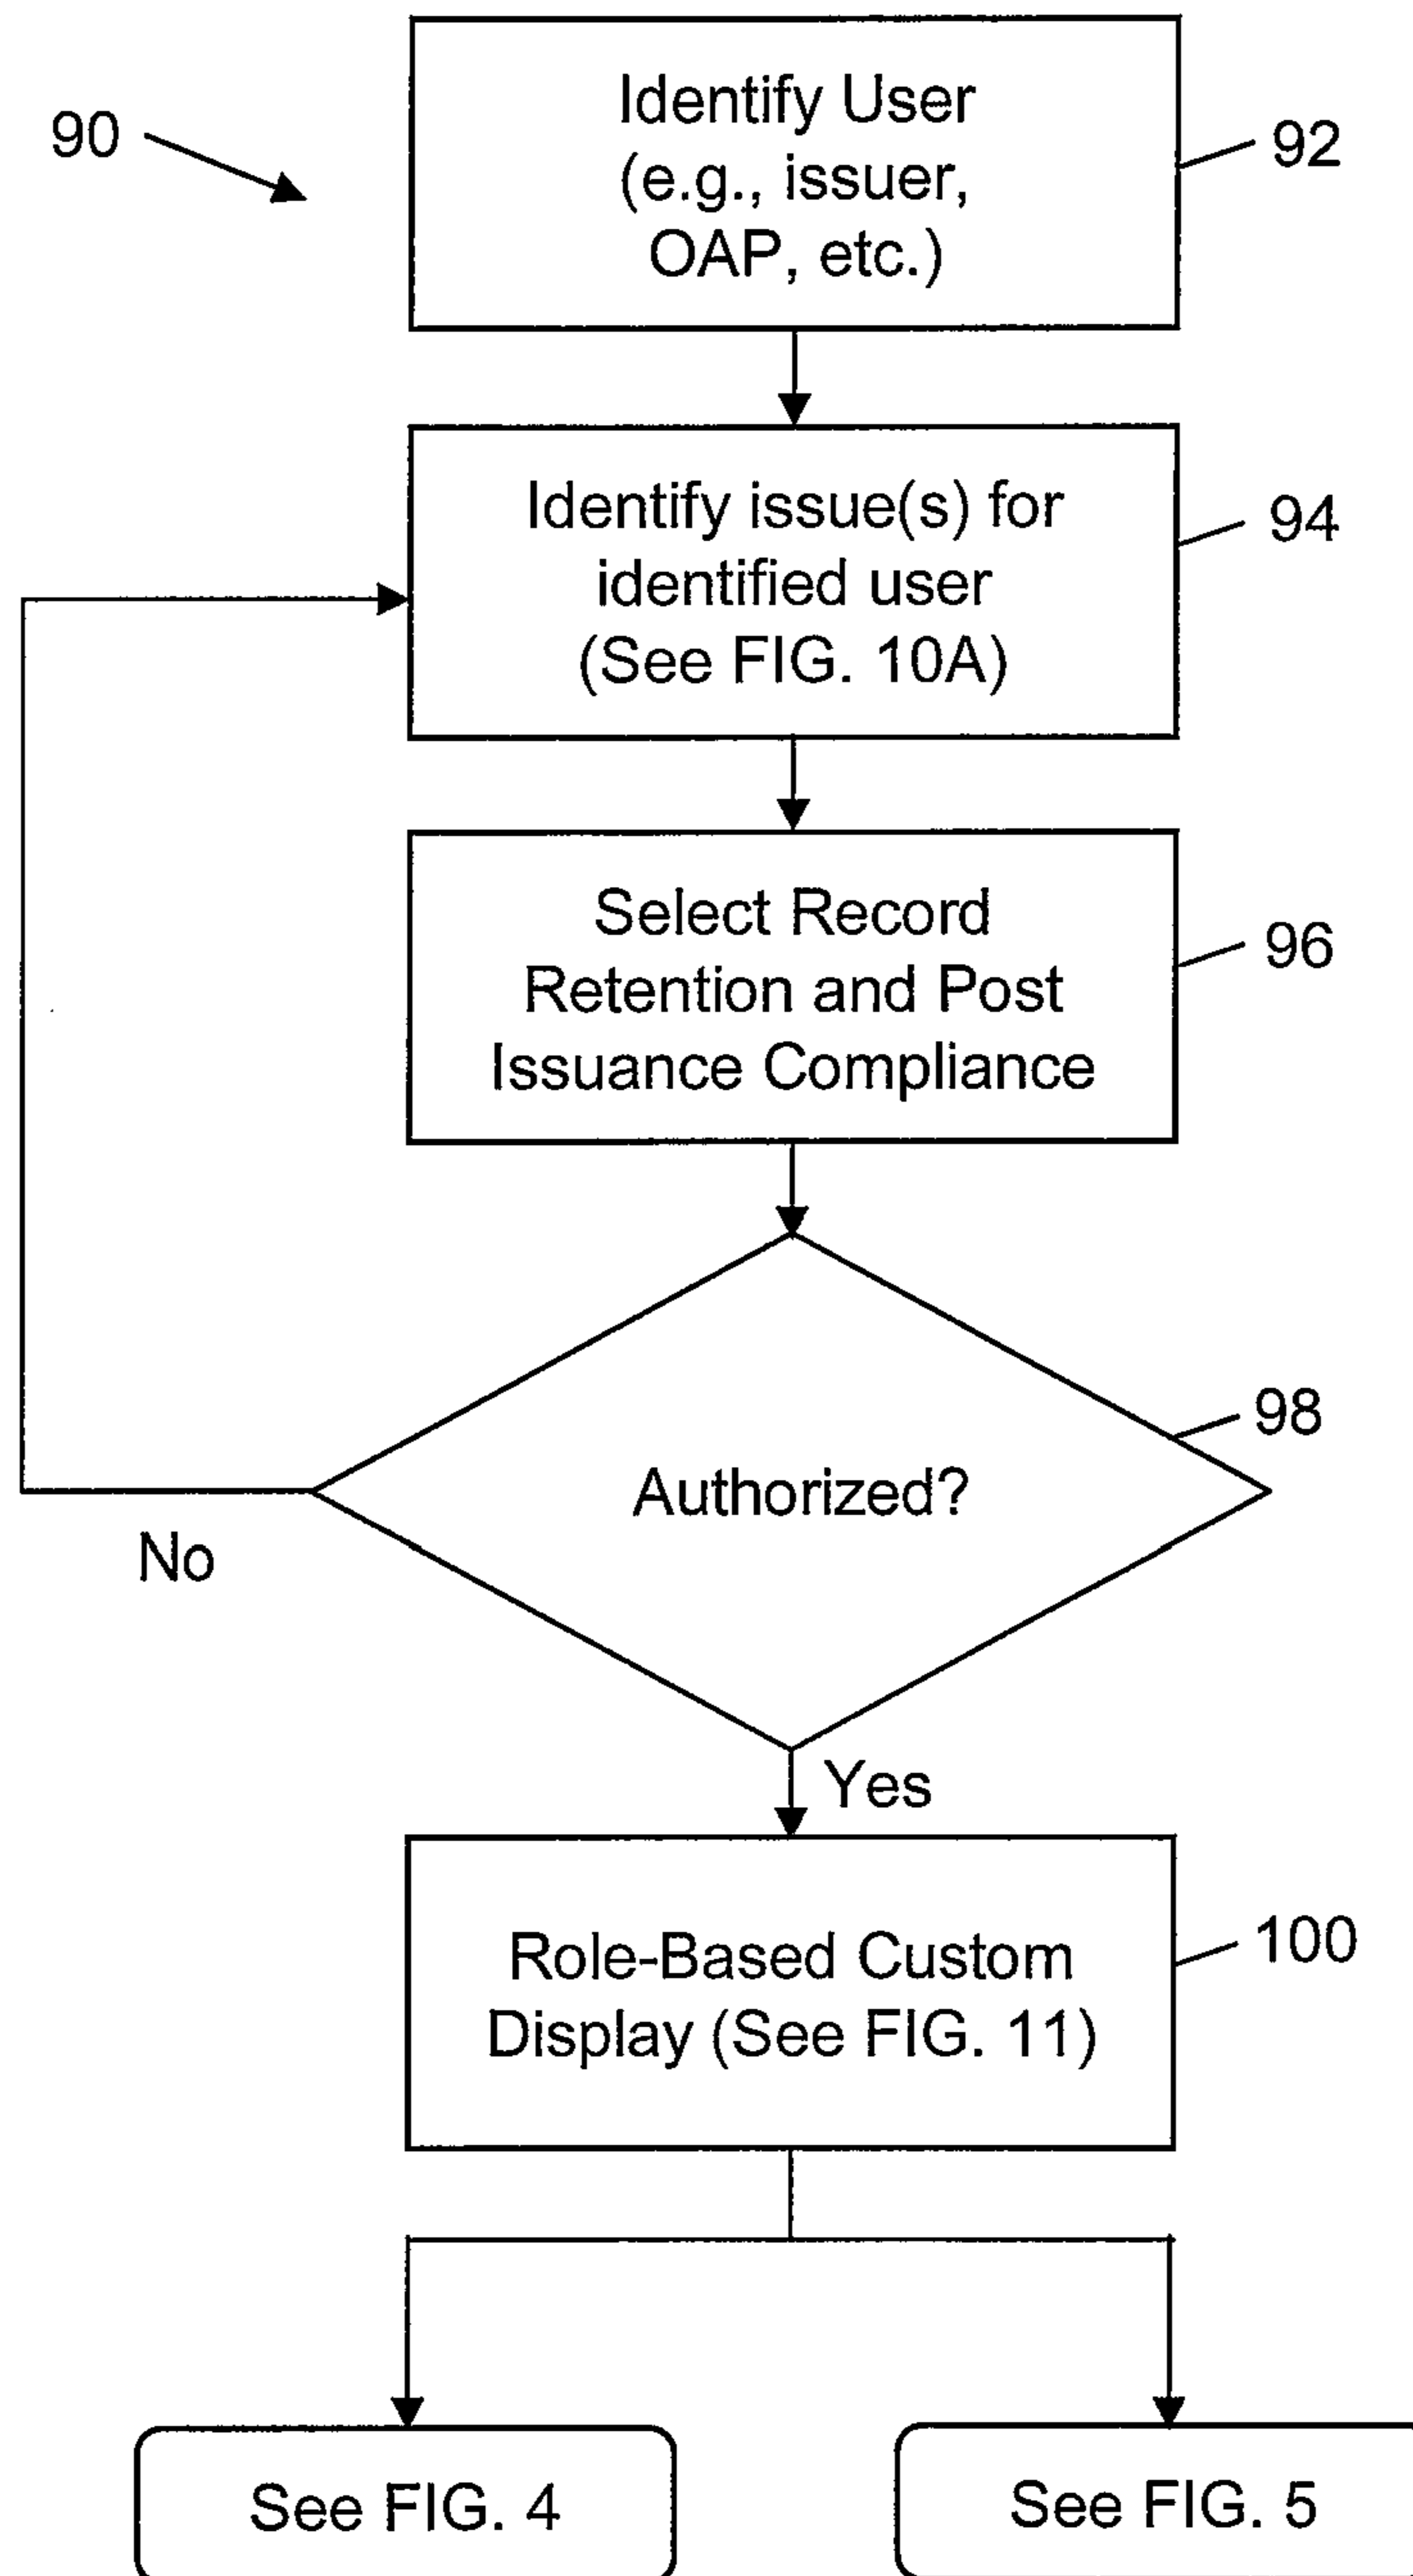 90
Identify User
(e.g., issuer,
OAP, etc.)
92
Identify issue(s) for
identified user
(See FIG. 10A)
94
Select Record
Retention and Post
Issuance Compliance
96
Authorized?
98
No
Yes
Role-Based Custom
Display (See FIG. 11)
100
See FIG. 4
See FIG. 5